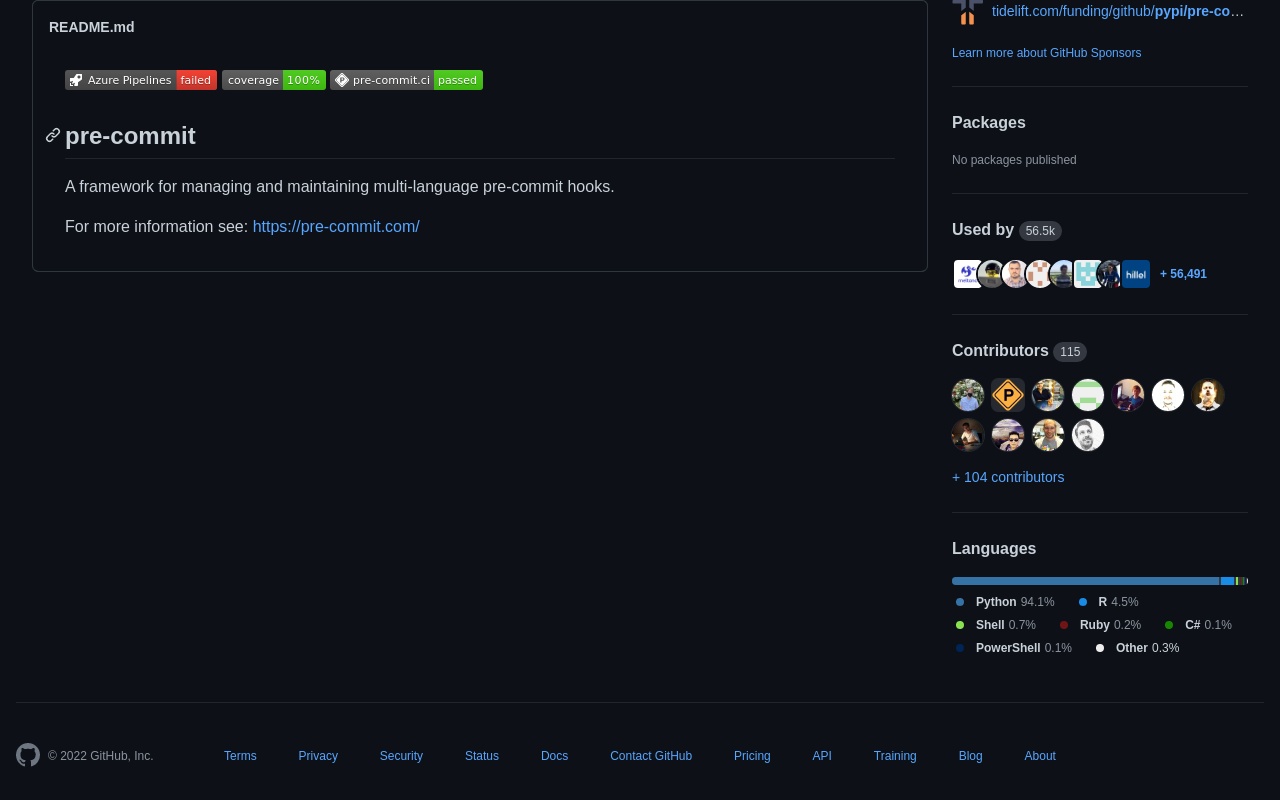 README.md
Azure Pipelines failed coverage 100% pre-commit.ci passed
pre-commit
A framework for managing and maintaining multi-language pre-commit hooks.
For more information see: https://pre-commit.com/
tidelift.com/funding/github/pypi/pre-co…
Learn more about GitHub Sponsors
Packages
No packages published
Used by 56.5k
hillel
+ 56,491
Contributors 115
P
+ 104 contributors
Languages
Python 94.1% R 4.5%
Shell 0.7% Ruby 0.2% C# 0.1%
PowerShell 0.1% Other 0.3%
© 2022 GitHub, Inc. Terms Privacy Security Status Docs Contact GitHub Pricing API Training Blog About